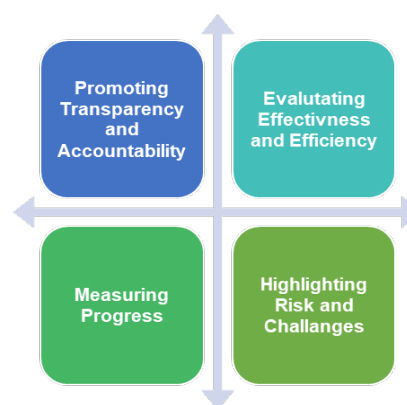 Promoting
Transparency
and
Accountability
Evalutating
Effectivness
and Efficiency
Measuring
Progress
Highlighting
Risk and
Challanges